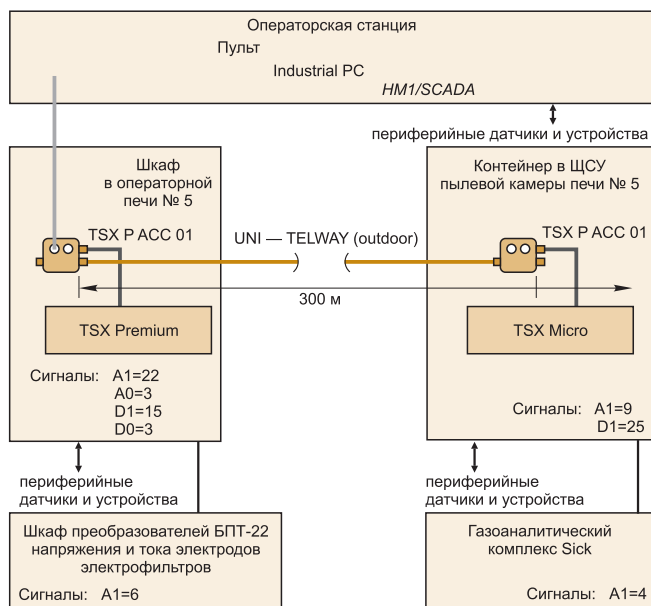 Операторская станция
Пульт
Industrial PC
HM1/SCADA
периферийные датчики и устройства
Шкаф
в операторной
печи № 5
TSX P ACC 01
UNI — TELWAY (outdoor)
300 м
TSX Premium
Сигналы: A1=22
A0=3
D1=15
D0=3
Контейнер в ЩСУ
пылевой камеры печи № 5
TSX P ACC 01
TSX Micro
Сигналы: A1=9
D1=25
периферийные
датчики и устройства
периферийные
датчики и устройства
Шкаф преобразователей БПТ-22
напряжения и тока электродов
электрофильтров
Сигналы: A1=6
Газоаналитический
комплекс Sick
Сигналы: A1=4